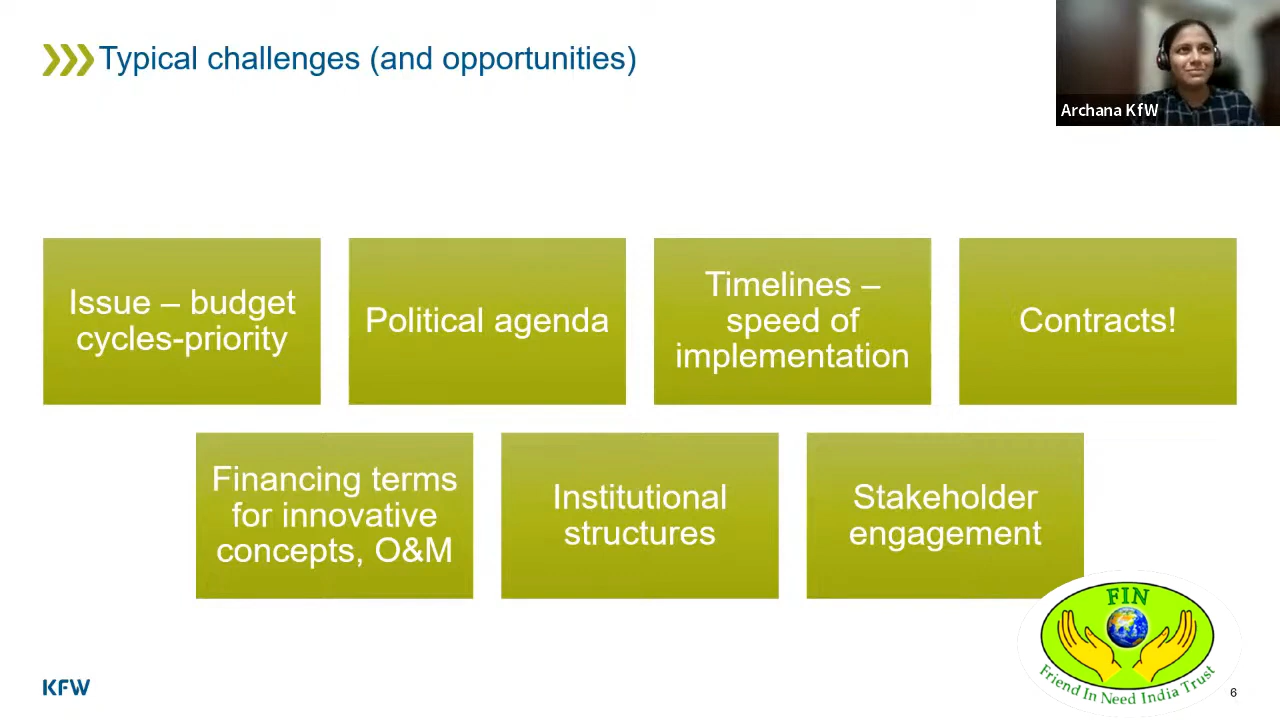 Typical challenges (and opportunities)
Archana KfW
Issue – budget
cycles-priority
Political agenda
Timelines –
speed of
implementation
Contracts!
Financing terms
for innovative
concepts, O&M
Institutional
structures
Stakeholder
engagement
FIN
Friend In Need India Trust
KFW
6